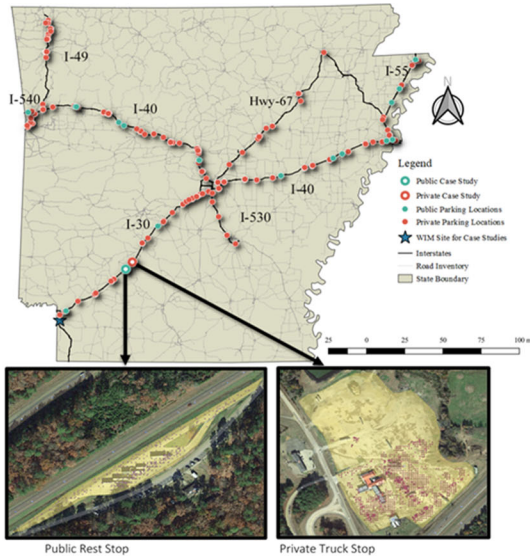 I-49
I-55
N
I-540
I-40
Hwy-67
I-40
I-530
I-30
Legend
Public Case Study
Private Case Study
Public Parking Locations
Private Parking Locations
WIM Site for Case Studies
Interstates
Road Inventory
State Boundary
25 0 25 50 75 100 m
Public Rest Stop
Private Truck Stop